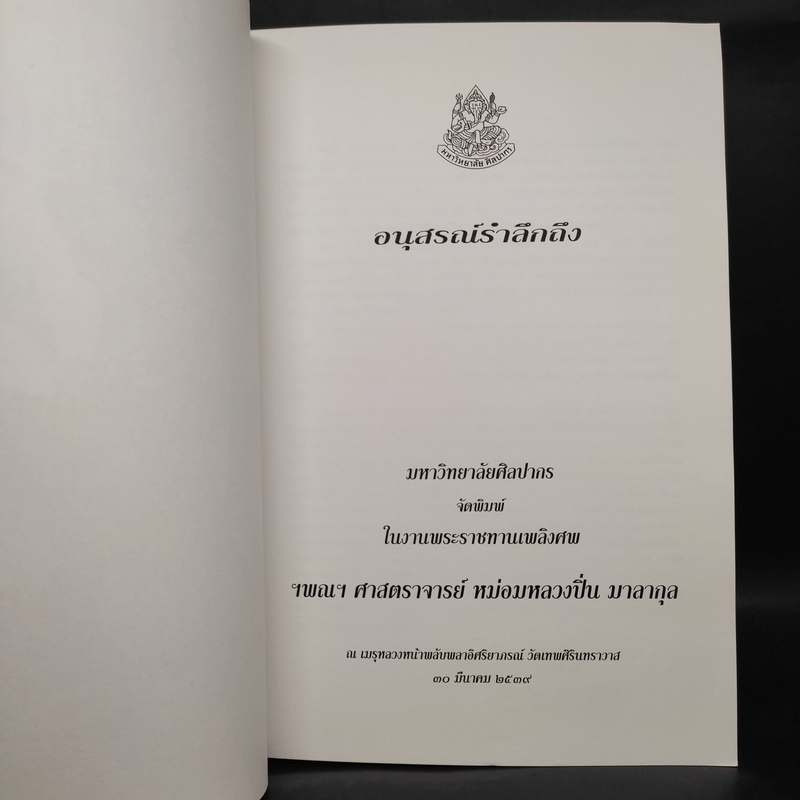 มหาวิทยาลัย ศิลปากร
อนุสรณ์รำลึกถึง
มหาวิทยาลัยศิลปากร
จัดพิมพ์
ในงานพระราชทานเพลิงศพ
ฯพณฯ ศาสตราจารย์ หม่อมหลวงปิ่น มาลากุล
ณ เมรุหลวงหน้าพลับพลาอิศริยาภรณ์ วัดเทพศิรินทราวาส
๓๐ มีนาคม ๒๕๓๙